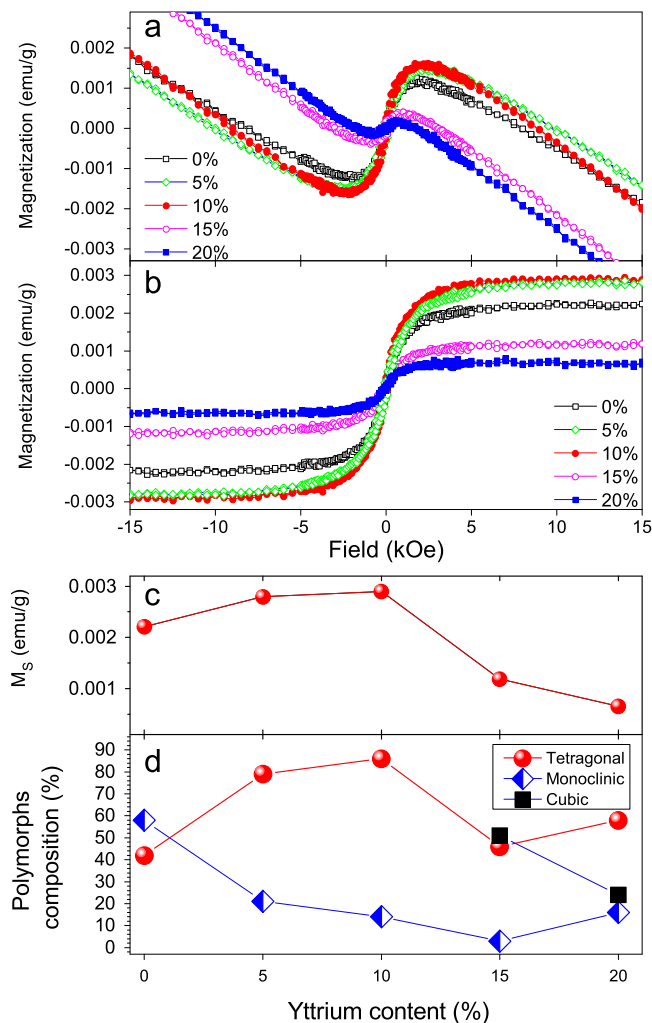 a
0.002
0.001
0.000
-0.001
-0.002
-0.003
Magnetization (emu/g)
0%
5%
10%
15%
20%
b
0.003
0.002
0.001
0.000
-0.001
-0.002
-0.003
Magnetization (emu/g)
0%
5%
10%
15%
20%
-15 -10 -5 0 5 10 15
Field (kOe)
c
0.003
0.002
0.001
M_S (emu/g)
d
90
80
70
60
50
40
30
20
10
0
Polymorphs
composition (%)
Tetragonal
Monoclinic
Cubic
0 5 10 15 20
Yttrium content (%)